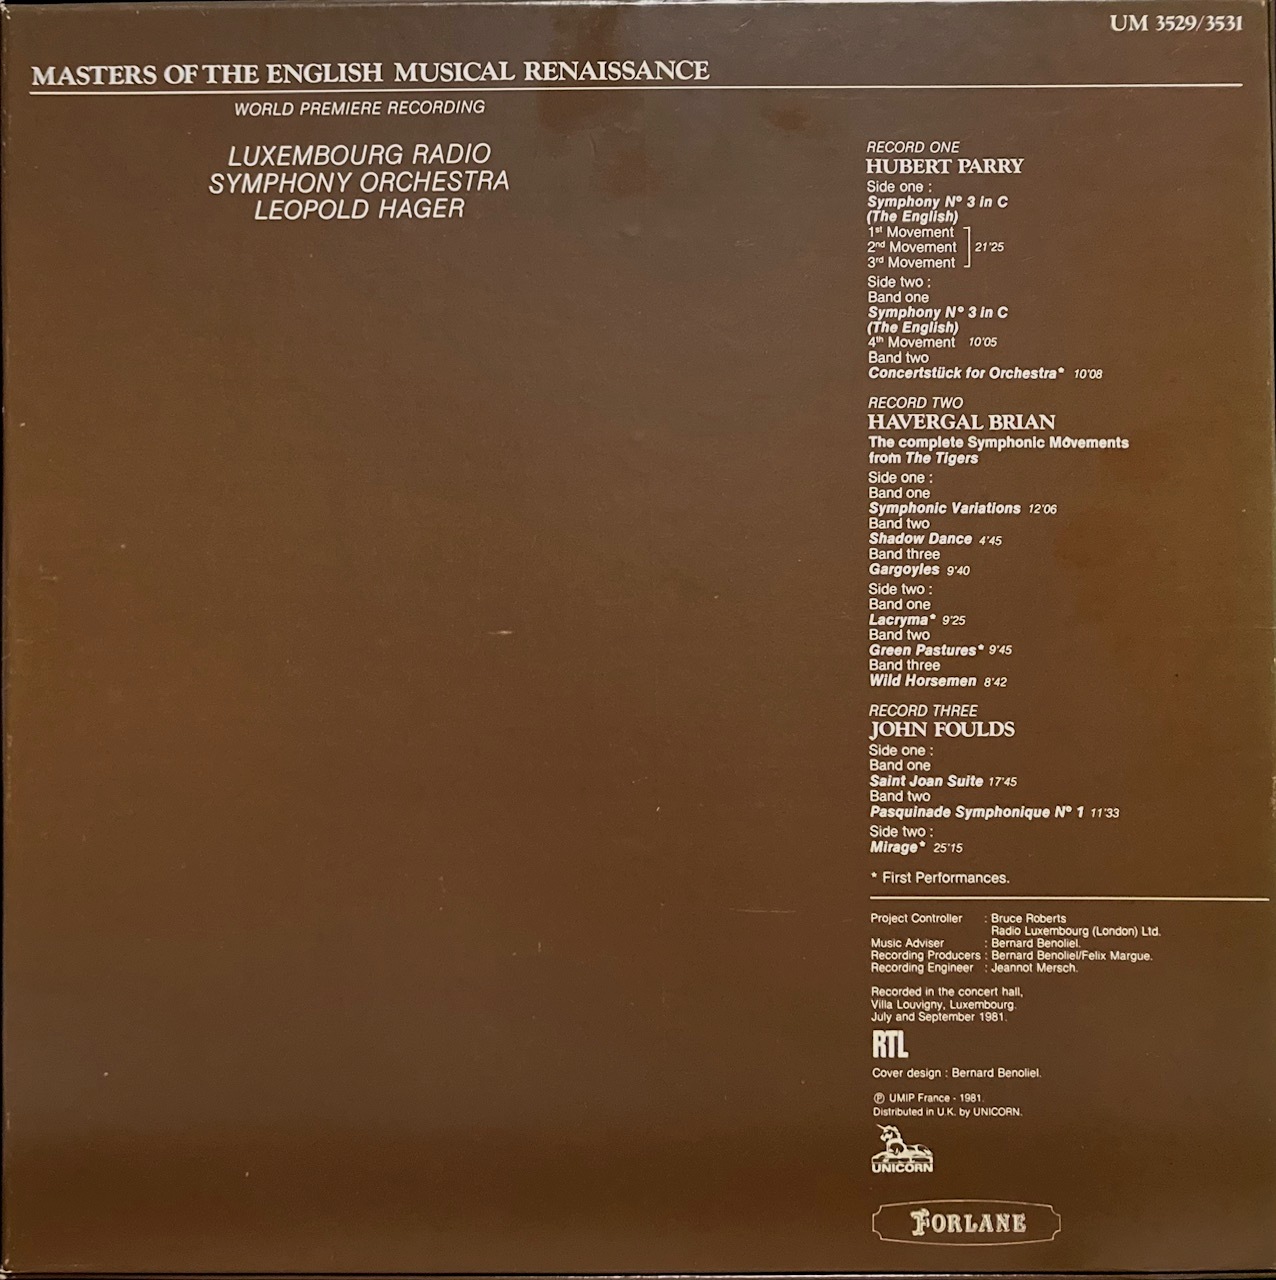 UM 3529/3531
MASTERS OF THE ENGLISH MUSICAL RENAISSANCE
WORLD PREMIERE RECORDING
LUXEMBOURG RADIO
SYMPHONY ORCHESTRA
LEOPOLD HAGER
RECORD ONE
HUBERT PARRY
Side one :
Symphony Nº 3 in C
(The English)
1st Movement
2nd Movement 21'25
3rd Movement
Side two :
Band one
Symphony Nº 3 in C
(The English)
4th Movement 10'05
Band two
Concertstück for Orchestra* 10'08
RECORD TWO
HAVERGAL BRIAN
The complete Symphonic Movements
from The Tigers
Side one :
Band one
Symphonic Variations 12'06
Band two
Shadow Dance 4'45
Band three
Gargoyles 9'40
Side two :
Band one
Lacryma* 9'25
Band two
Green Pastures* 9'45
Band three
Wild Horsemen 8'42
RECORD THREE
JOHN FOULDS
Side one :
Band one
Saint Joan Suite 17'45
Band two
Pasquinade Symphonique Nº 1 11'33
Side two :
Mirage* 25'15
* First Performances.
Project Controller : Bruce Roberts
Radio Luxembourg (London) Ltd.
Music Adviser : Bernard Benoliel.
Recording Producers : Bernard Benoliel/Felix Margue.
Recording Engineer : Jeannot Mersch.
Recorded in the concert hall,
Villa Louvigny, Luxembourg.
July and September 1981.
RTL
Cover design : Bernard Benoliel.
℗ UMIP France - 1981.
Distributed in U.K. by UNICORN.
UNICORN
FORLANE